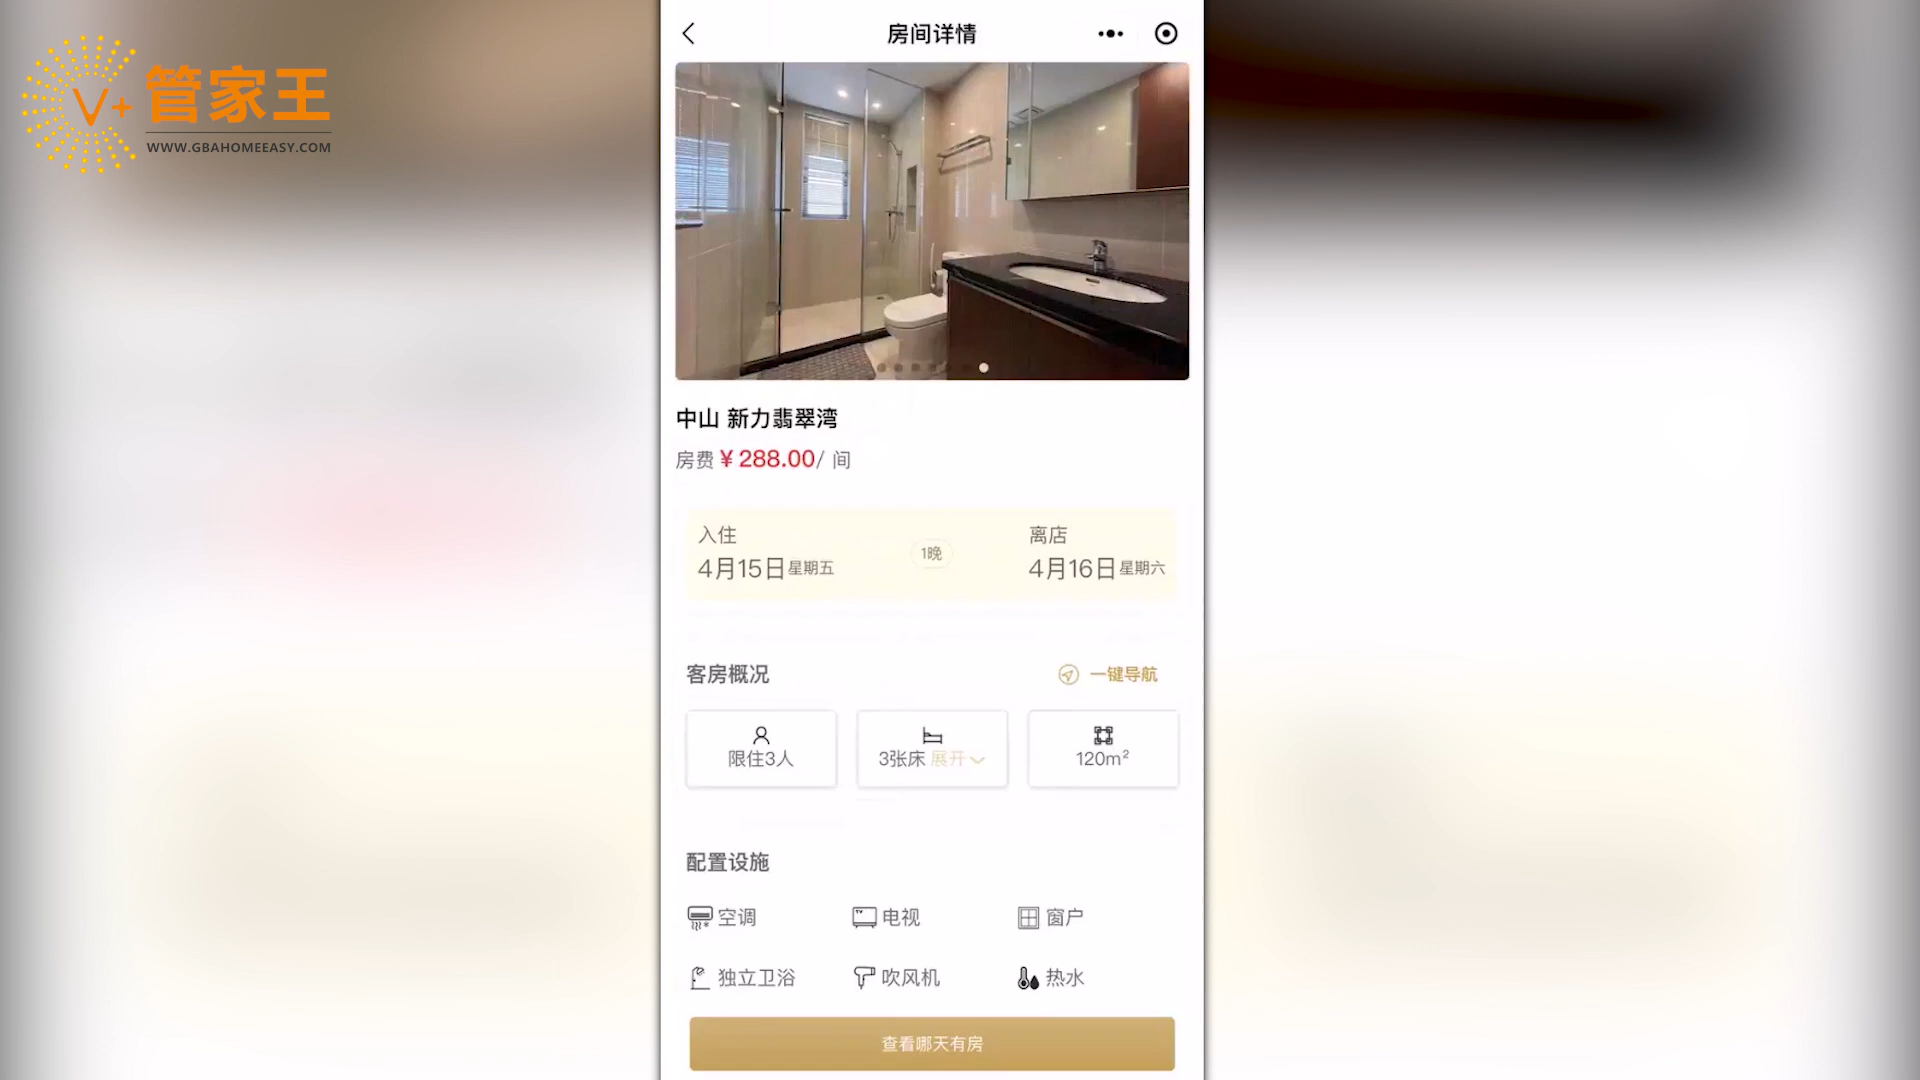 V+ 管家王
WWW.GBAHOMEEASY.COM
房间详情
中山 新力翡翠湾
房费 ¥ 288.00/ 间
入住
离店
1晚
4月15日 星期五
4月16日 星期六
客房概况
一键导航
限住3人
3张床 展开
120m²
配置设施
空调
电视
窗户
独立卫浴
吹风机
热水
查看哪天有房